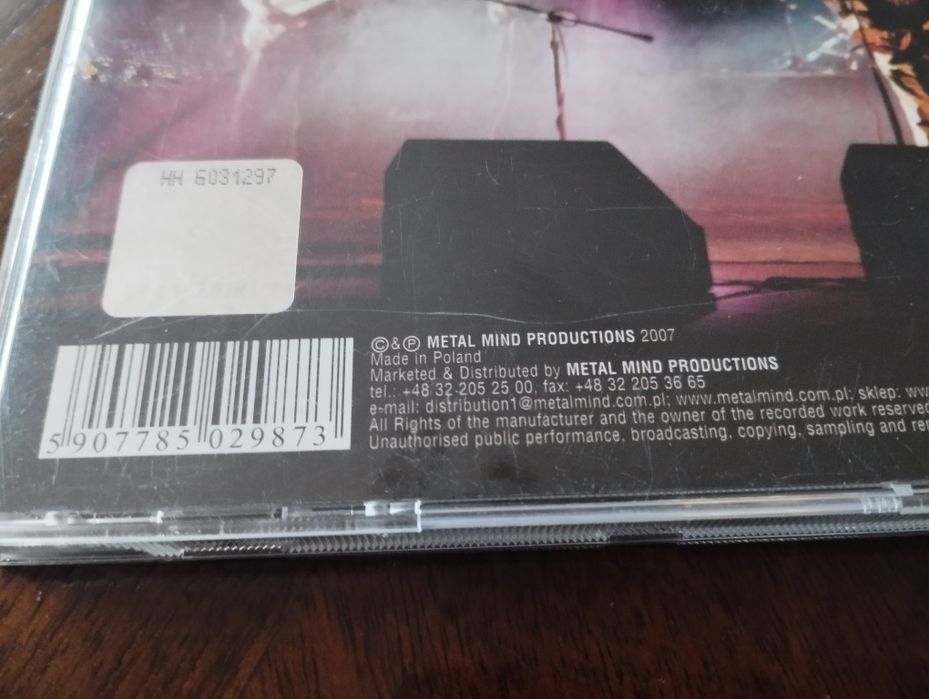 HH 6031297
©&℗ METAL MIND PRODUCTIONS 2007
Made in Poland
Marketed & Distributed by METAL MIND PRODUCTIONS
tel.: +48 32 205 25 00, fax: +48 32 205 36 65
e-mail: distribution1@metalmind.com.pl; www.metalmind.com.pl; sklep: ww
All Rights of the manufacturer and the owner of the recorded work reserved
Unauthorised public performance, broadcasting, copying, sampling and ren
5 907785 029873